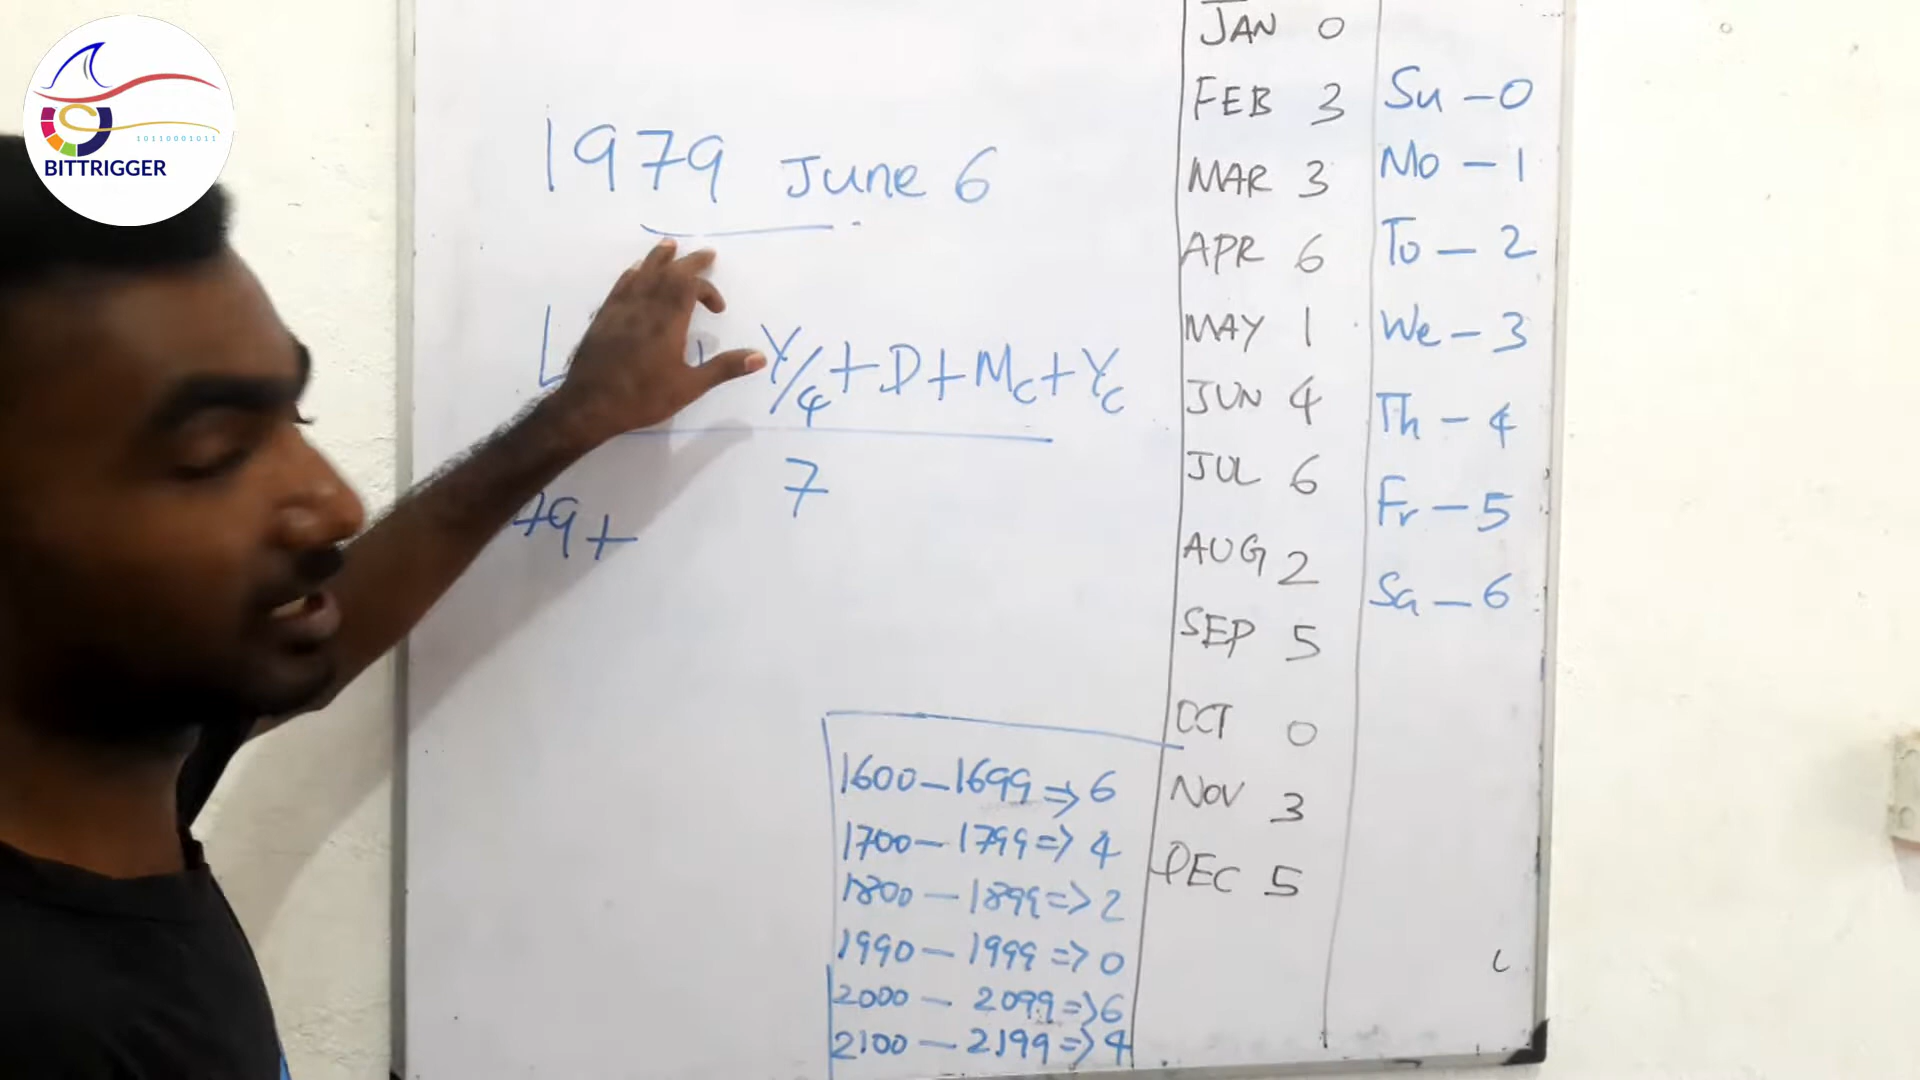 10110001011
BITTRIGGER
1979 June 6
L + Y/4 + D + Mc + Yc
7
79 +
1600 - 1699 => 6
1700 - 1799 => 4
1800 - 1899 => 2
1990 - 1999 => 0
2000 - 2099 => 6
2100 - 2199 => 4
JAN 0
FEB 3
MAR 3
APR 6
MAY 1
JUN 4
JUL 6
AUG 2
SEP 5
OCT 0
NOV 3
DEC 5
Su - 0
Mo - 1
Tu - 2
We - 3
Th - 4
Fr - 5
Sa - 6